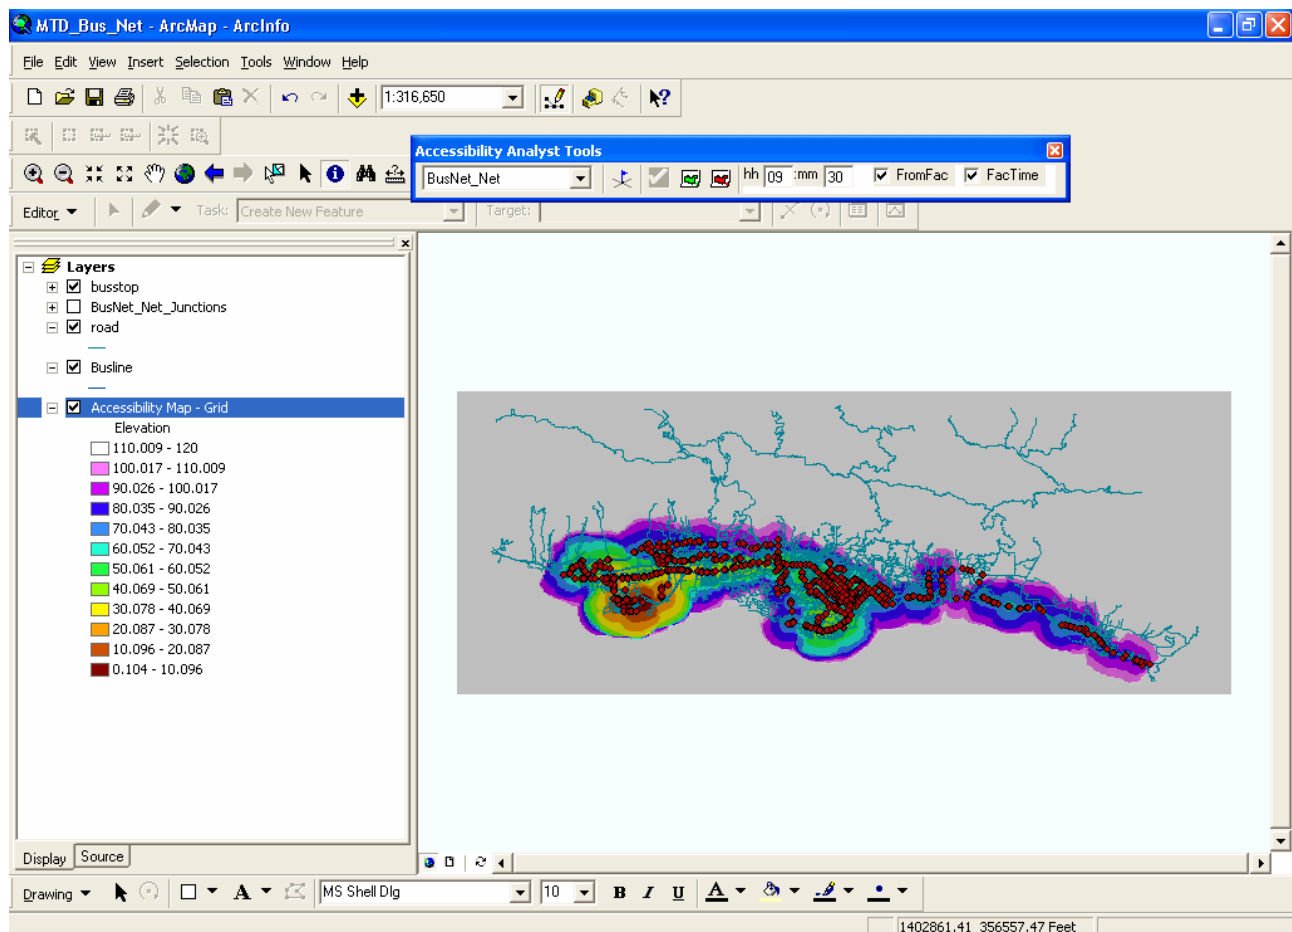 MTD_Bus_Net - ArcMap - ArcInfo
File Edit View Insert Selection Tools Window Help
1:316,650
Accessibility Analyst Tools
BusNet_Net hh 09 :mm 30 FromFac FacTime
Editor Task: Create New Feature Target:
Layers
busstop
BusNet_Net_Junctions
road
Busline
Accessibility Map - Grid
Elevation
110.009 - 120
100.017 - 110.009
90.026 - 100.017
80.035 - 90.026
70.043 - 80.035
60.052 - 70.043
50.061 - 60.052
40.069 - 50.061
30.078 - 40.069
20.087 - 30.078
10.096 - 20.087
0.104 - 10.096
Display Source
Drawing A MS Shell Dlg 10 B I U A
1402861.41 356557.47 Feet